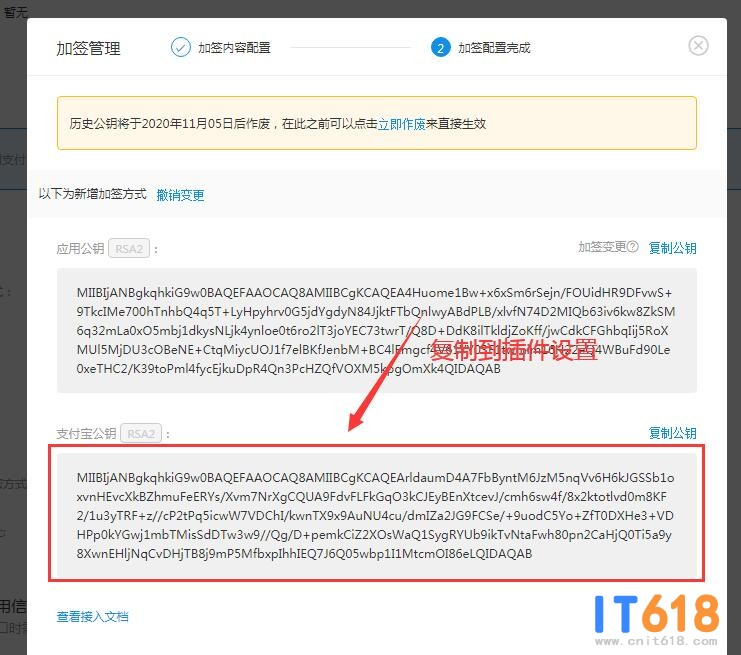 暂无
加签管理
加签内容配置
2 加签配置完成
历史公钥将于2020年11月05日后作废，在此之前可以点击立即作废来直接生效
以下为新增加签方式 撤销变更
应用公钥 RSA2 : 加签变更? 复制公钥
MIIBIjANBgkqhkiG9w0BAQEFAAOCAQ8AMIIBCgKCAQEA4Huome1Bw+x6xSm6rSejn/FOUidHR9DFvwS+
9TkcIMe700hTnhbQ4q5T+LyHpyhrv0G5jdYgdyN84JjktFTbQnlwyABdPLB/xlvfN74D2MIQb63iv6kw8ZkSM
6q32mLa0xO5mbj1dkysNLjk4ynloe0t6ro2lT3joYEC73twrT/Q8D+DdK8ilTkldjZoKff/jwCdkCFGhbqIij5RoX
0xeTHC2/K39toPml4fycEjkuDpR4Qn3PcHZQfVOXM5kpgOmXk4QIDAQAB
复制到插件设置
支付宝公钥 RSA2 : 复制公钥
MIIBIjANBgkqhkiG9w0BAQEFAAOCAQ8AMIIBCgKCAQEArldaumD4A7FbByntM6JzM5nqVv6H6kJGSSb1o
xvnHEvcXkBZhmuFeERYs/Xvm7NrXgCQUA9FdvFLFkGqO3kCJEyBEnXtcevJ/cmh6sw4f/8x2ktotlvd0m8KF
2/1u3yTRF+z//cP2tPq5icwW7VDChI/kwnTX9x9AuNU4cu/dmIZa2JG9FCSe/+9uodC5Yo+ZfT0DXHe3+VD
HPp0kYGwj1mbTMisSdDTw3w9//Qg/D+pemkCiZ2XOsWaQ1SygRYUb9ikTvNtaFwh80pn2CaHjQ0Ti5a9y
8XwnEHljNqCvDHjTB8j9mP5MfbxpIhhIEQ7J6Q05wbp1I1MtcmOI86eLQIDAQAB
查看接入文档
IT618
www.cnit618.com